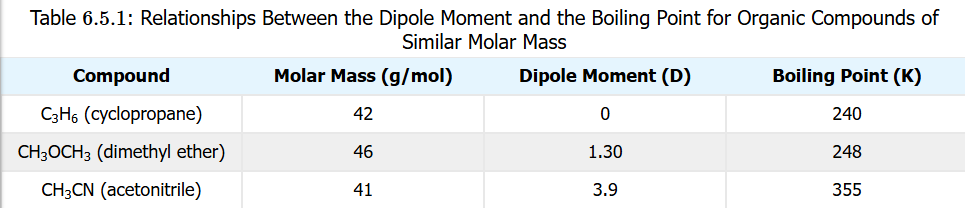 Table 6.5.1: Relationships Between the Dipole Moment and the Boiling Point for Organic Compounds of
Similar Molar Mass
Compound Molar Mass (g/mol) Dipole Moment (D) Boiling Point (K)
C₃H₆ (cyclopropane) 42 0 240
CH₃OCH₃ (dimethyl ether) 46 1.30 248
CH₃CN (acetonitrile) 41 3.9 355